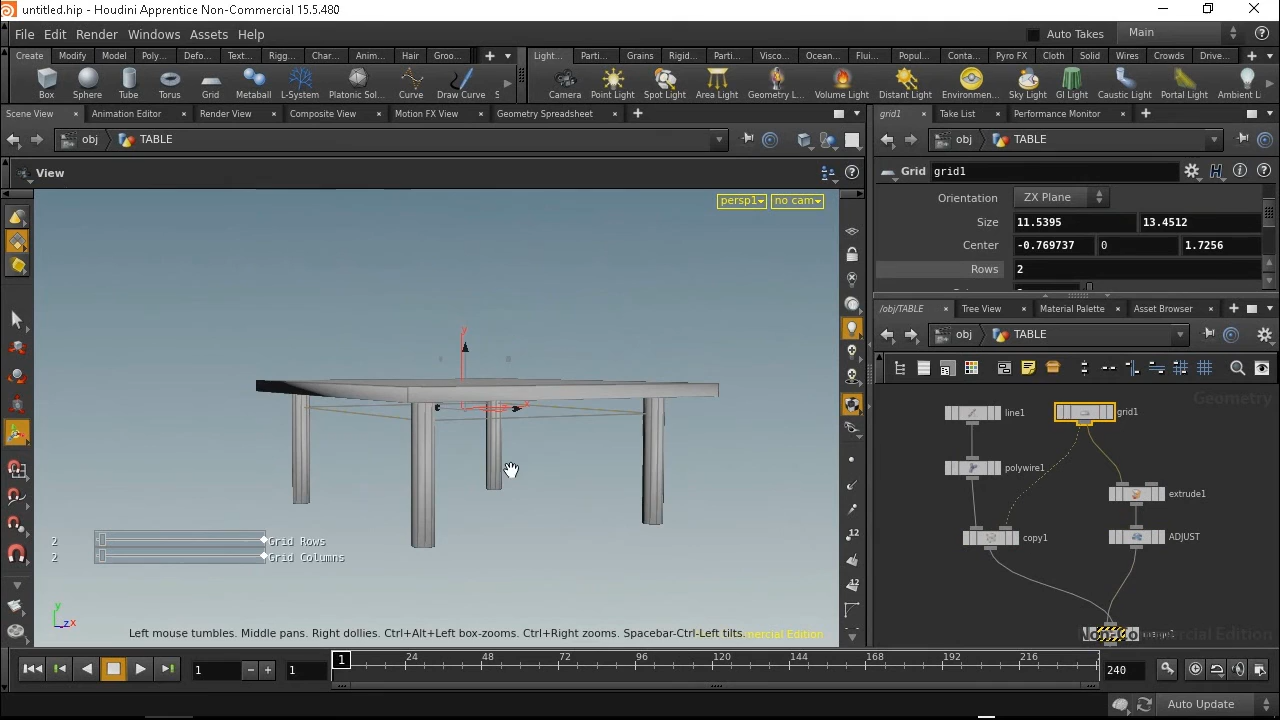 untitled.hip - Houdini Apprentice Non-Commercial 15.5.480
File Edit Render Windows Assets Help
Auto Takes Main
Create Modify Model Poly... Defo... Text... Rigg... Char... Anim... Hair Groo...
Light... Parti... Grains Rigid... Parti... Visco... Ocean... Flui... Popul... Conta... Pyro FX Cloth Solid Wires Crowds Drive...
Box Sphere Tube Torus Grid Metaball L-System Platonic Sol... Curve Draw Curve S
Camera Point Light Spot Light Area Light Geometry L... Volume Light Distant Light Environmen... Sky Light GI Light Caustic Light Portal Light Ambient L
Scene View Animation Editor Render View Composite View Motion FX View Geometry Spreadsheet
grid1 Take List Performance Monitor
obj TABLE
obj TABLE
View
Grid grid1
Orientation ZX Plane
Size 11.5395 13.4512
Center -0.769737 0 1.7256
Rows 2
persp1 no cam
y
x
/obj/TABLE Tree View Material Palette Asset Browser
obj TABLE
Geometry
line1 grid1
polywire1
extrude1
copy1 ADJUST
2 Grid Rows
2 Grid Columns
12
12
y
z x
Left mouse tumbles. Middle pans. Right dollies. Ctrl+Alt+Left box-zooms. Ctrl+Right zooms. Spacebar-Ctrl-Left tilts.
1 1 1 24 48 72 96 120 144 168 192 216 240
Auto Update